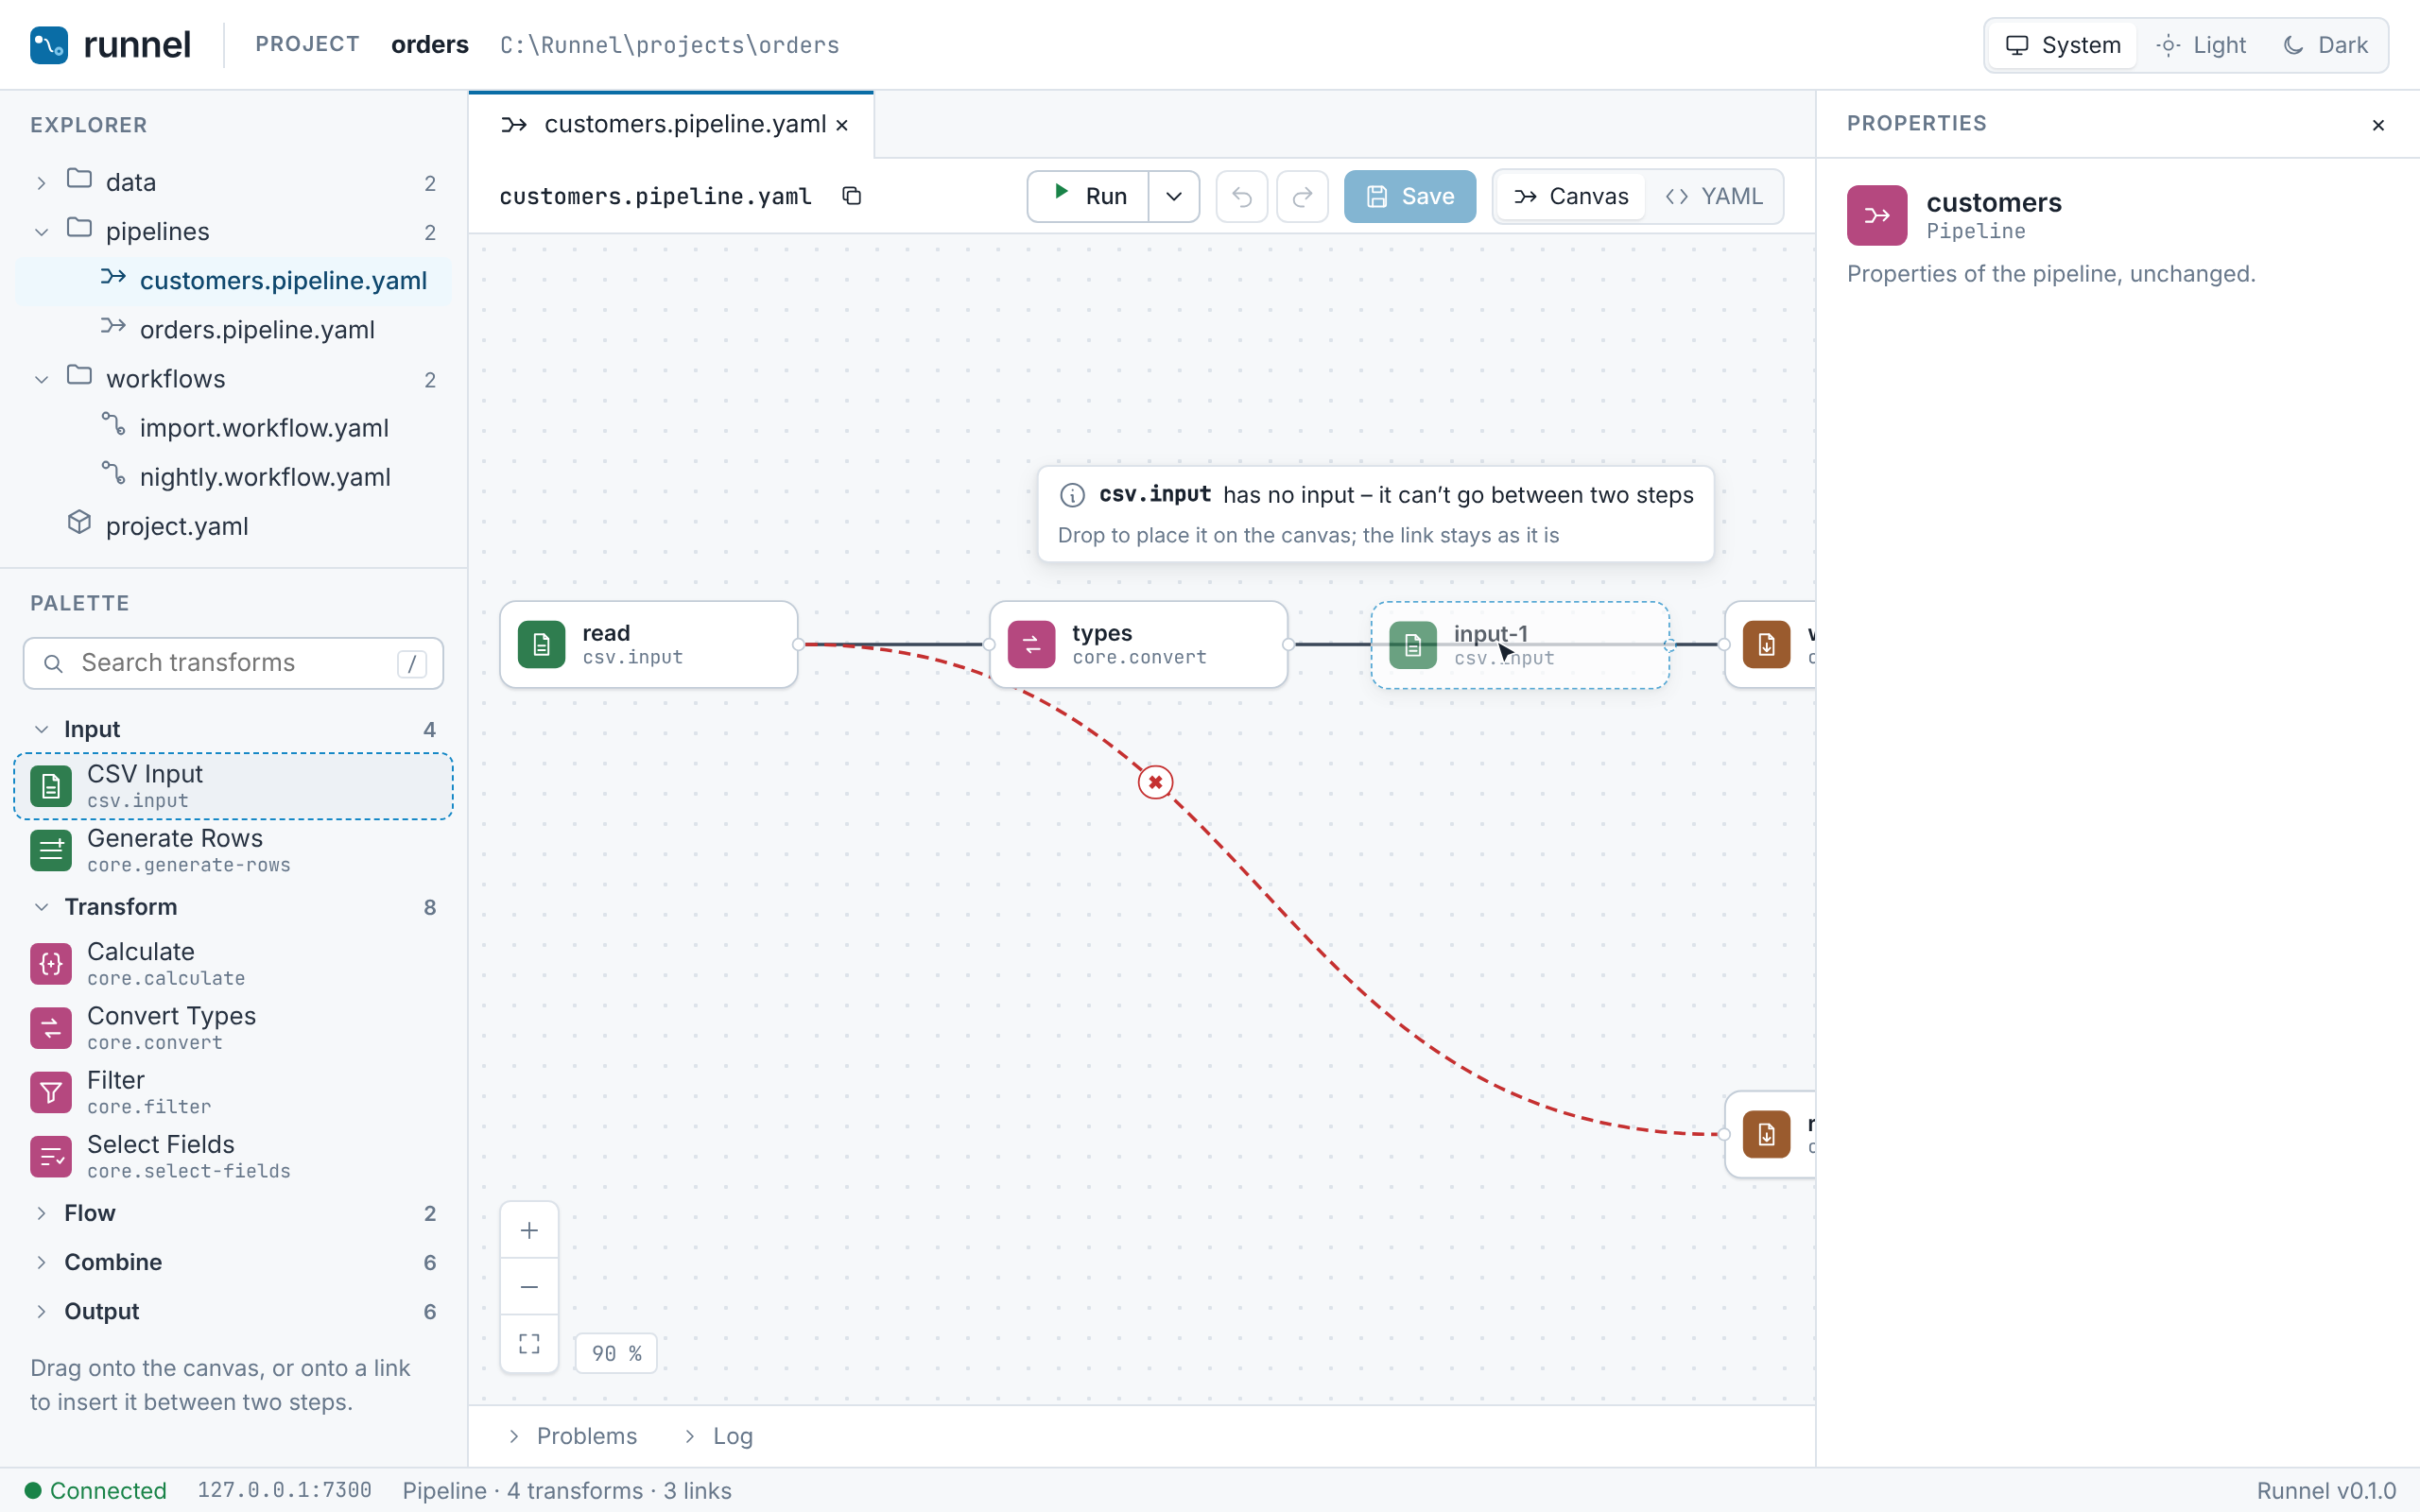 runnel
PROJECT orders C:\Runnel\projects\orders
System Light Dark
EXPLORER
data 2
pipelines 2
customers.pipeline.yaml
orders.pipeline.yaml
workflows 2
import.workflow.yaml
nightly.workflow.yaml
project.yaml
PALETTE
Search transforms /
Input 4
CSV Input
csv.input
Generate Rows
core.generate-rows
Transform 8
Calculate
core.calculate
Convert Types
core.convert
Filter
core.filter
Select Fields
core.select-fields
Flow 2
Combine 6
Output 6
Drag onto the canvas, or onto a link
to insert it between two steps.
customers.pipeline.yaml ×
customers.pipeline.yaml
Run
Save
Canvas
YAML
csv.input has no input – it can’t go between two steps
Drop to place it on the canvas; the link stays as it is
read
csv.input
types
core.convert
input-1
csv.input
90 %
Problems
Log
PROPERTIES ×
customers
Pipeline
Properties of the pipeline, unchanged.
Connected 127.0.0.1:7300 Pipeline · 4 transforms · 3 links
Runnel v0.1.0